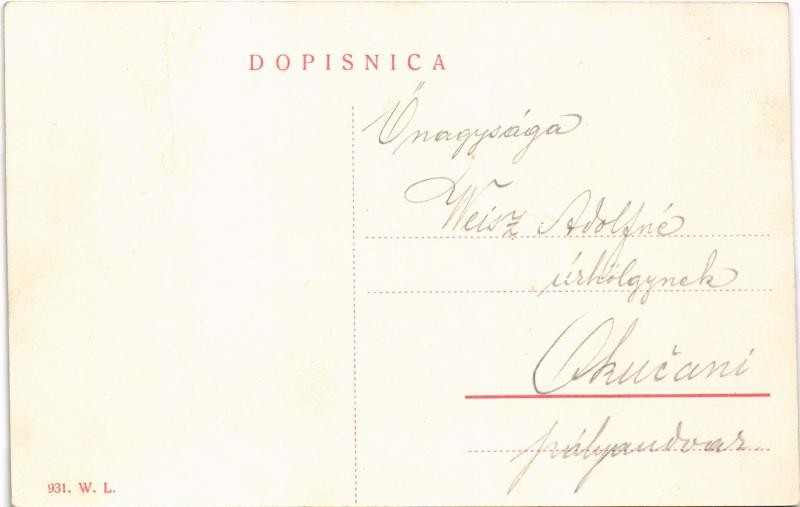 DOPISNICA
Őnagysága
Weisz Adolfné
úrhölgynek
Okučani
pályaudvar
931. W. L.